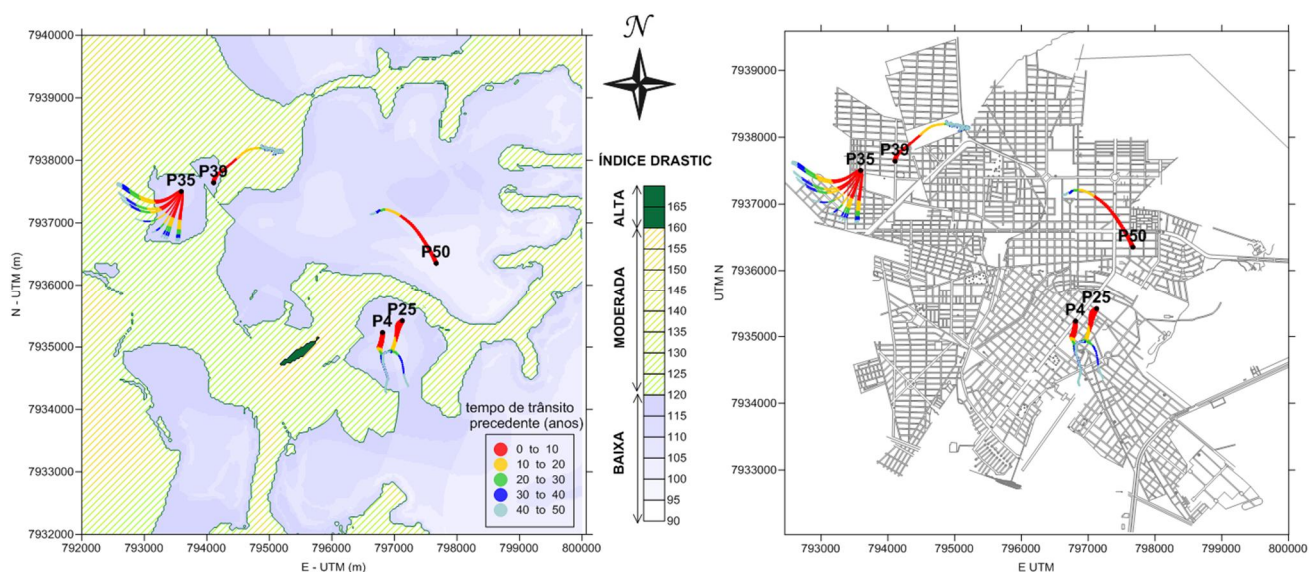 7940000
7939000
7938000
7937000
7936000
7935000
7934000
7933000
7932000
N - UTM (m)
792000 793000 794000 795000 796000 797000 798000 799000 800000
E - UTM (m)
P35
P39
P50
P4
P25
tempo de trânsito
precedente (anos)
0 to 10
10 to 20
20 to 30
30 to 40
40 to 50
N
ÍNDICE DRASTIC
ALTA
MODERADA
BAIXA
165
160
155
150
145
140
135
130
125
120
115
110
105
100
95
90
7939000
7938000
7937000
7936000
7935000
7934000
7933000
UTM N
793000 794000 795000 796000 797000 798000 799000 800000
E UTM
P35
P39
P50
P4
P25